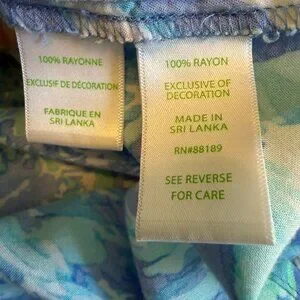 100% RAYONNE
EXCLUSIF DE DÉCORATION
FABRIQUE EN
SRI LANKA
100% RAYON
EXCLUSIVE OF
DECORATION
MADE IN
SRI LANKA
RN#88189
SEE REVERSE
FOR CARE